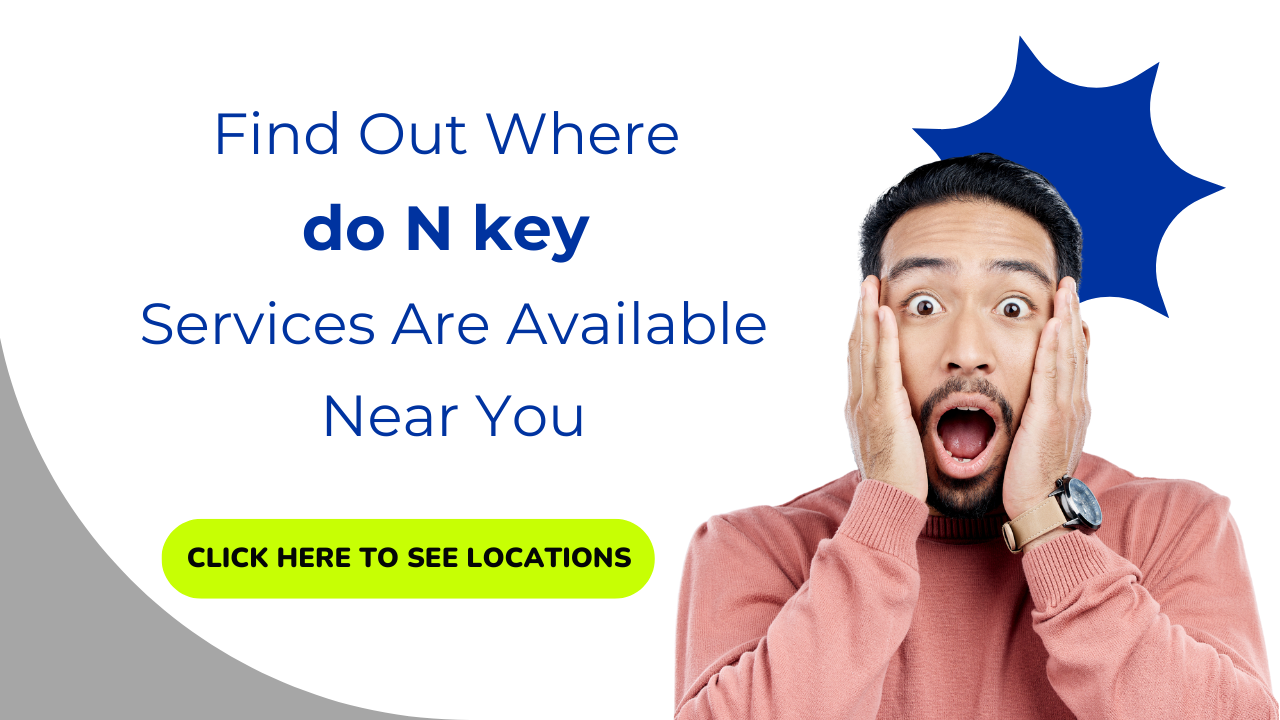 Find Out Where
do N key
Services Are Available
Near You
CLICK HERE TO SEE LOCATIONS